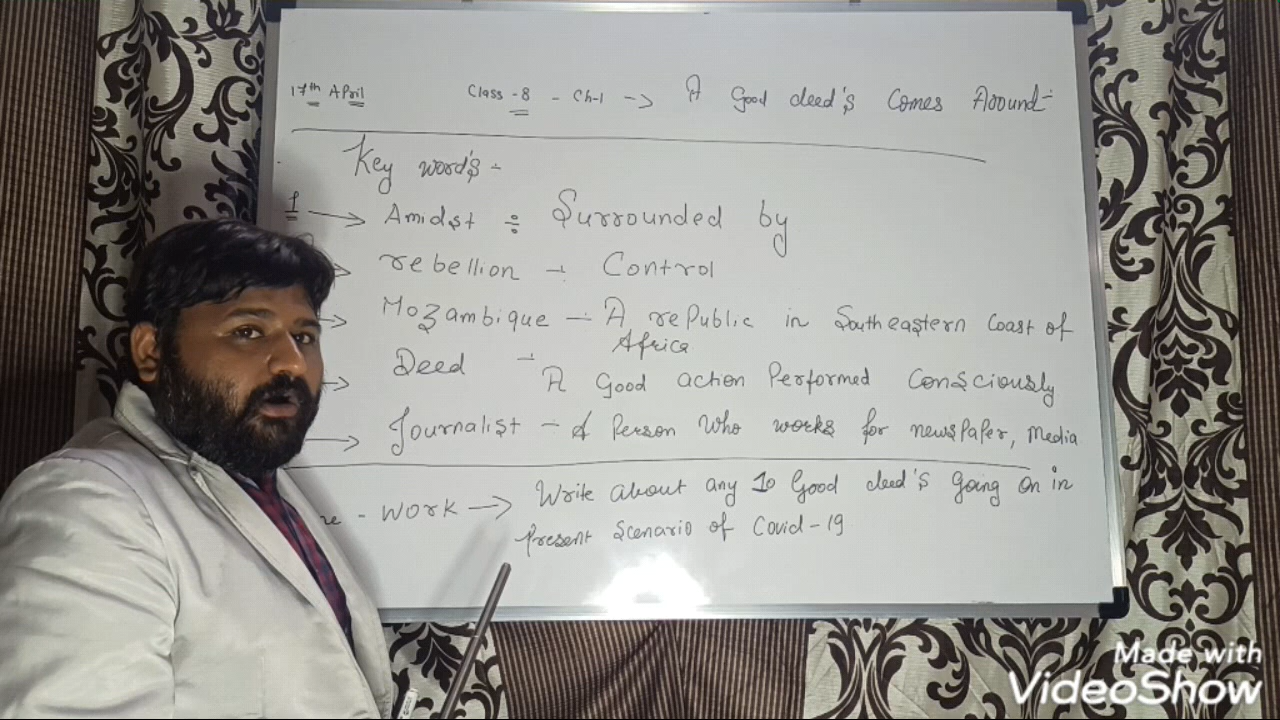 17th April Class-8 - Ch-1 -> A Good deed's Comes Around-
Key word's -
1 -> Amidst ÷ Surrounded by
rebellion - Control
Mozambique - A rePublic in Southeastern Coast of
Africa
Deed - A Good action Performed Consciously
Journalist - A Person Who works for newspaper, Media
re - WORK -> Write about any 10 Good deed's going on in
Present Scenario of Covid-19
Made with
VideoShow